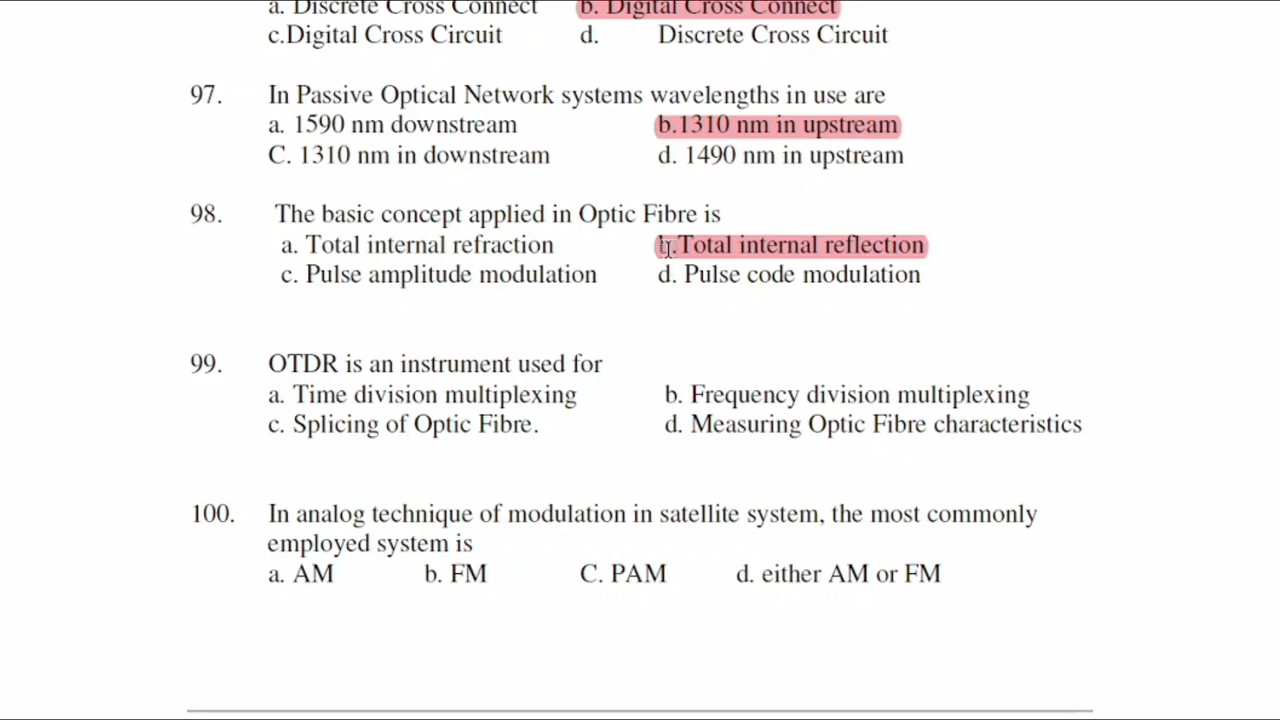 a. Discrete Cross Connect b. Digital Cross Connect
c.Digital Cross Circuit d. Discrete Cross Circuit
97. In Passive Optical Network systems wavelengths in use are
a. 1590 nm downstream b.1310 nm in upstream
C. 1310 nm in downstream d. 1490 nm in upstream
98. The basic concept applied in Optic Fibre is
a. Total internal refraction b.Total internal reflection
c. Pulse amplitude modulation d. Pulse code modulation
99. OTDR is an instrument used for
a. Time division multiplexing b. Frequency division multiplexing
c. Splicing of Optic Fibre. d. Measuring Optic Fibre characteristics
100. In analog technique of modulation in satellite system, the most commonly
employed system is
a. AM b. FM C. PAM d. either AM or FM